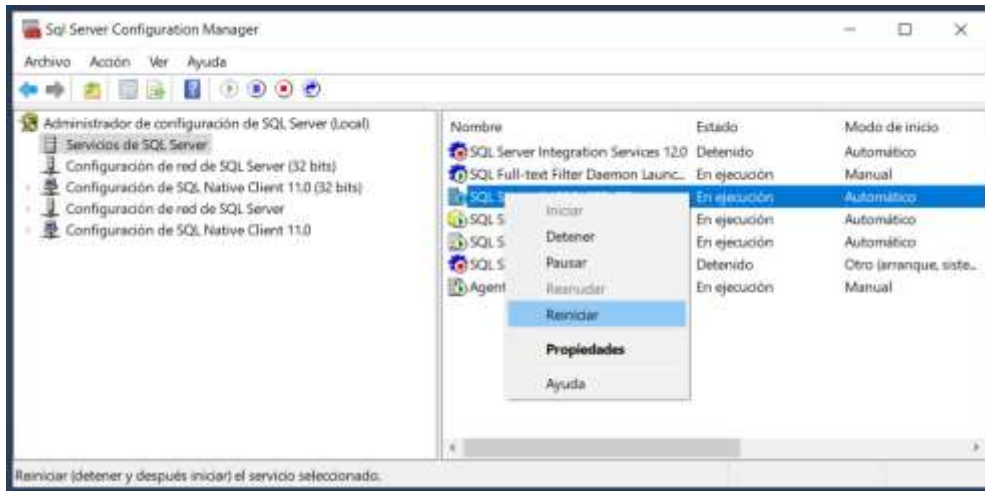 Sql Server Configuration Manager
Archivo Acción Ver Ayuda
Administrador de configuración de SQL Server (Local)
Servicios de SQL Server
Configuración de red de SQL Server (32 bits)
Configuración de SQL Native Client 11.0 (32 bits)
Configuración de red de SQL Server
Configuración de SQL Native Client 11.0
Nombre Estado Modo de inicio
SQL Server Integration Services 12.0 Detenido Automático
SQL Full-text Filter Daemon Launc... En ejecución Manual
SQL S En ejecución Automático
SQL S En ejecución Automático
SQL S En ejecución Automático
SQL S Detenido Otro (arranque, siste...
Agent En ejecución Manual
Iniciar
Detener
Pausar
Reanudar
Reiniciar
Propiedades
Ayuda
Reiniciar (detener y después iniciar) el servicio seleccionado.